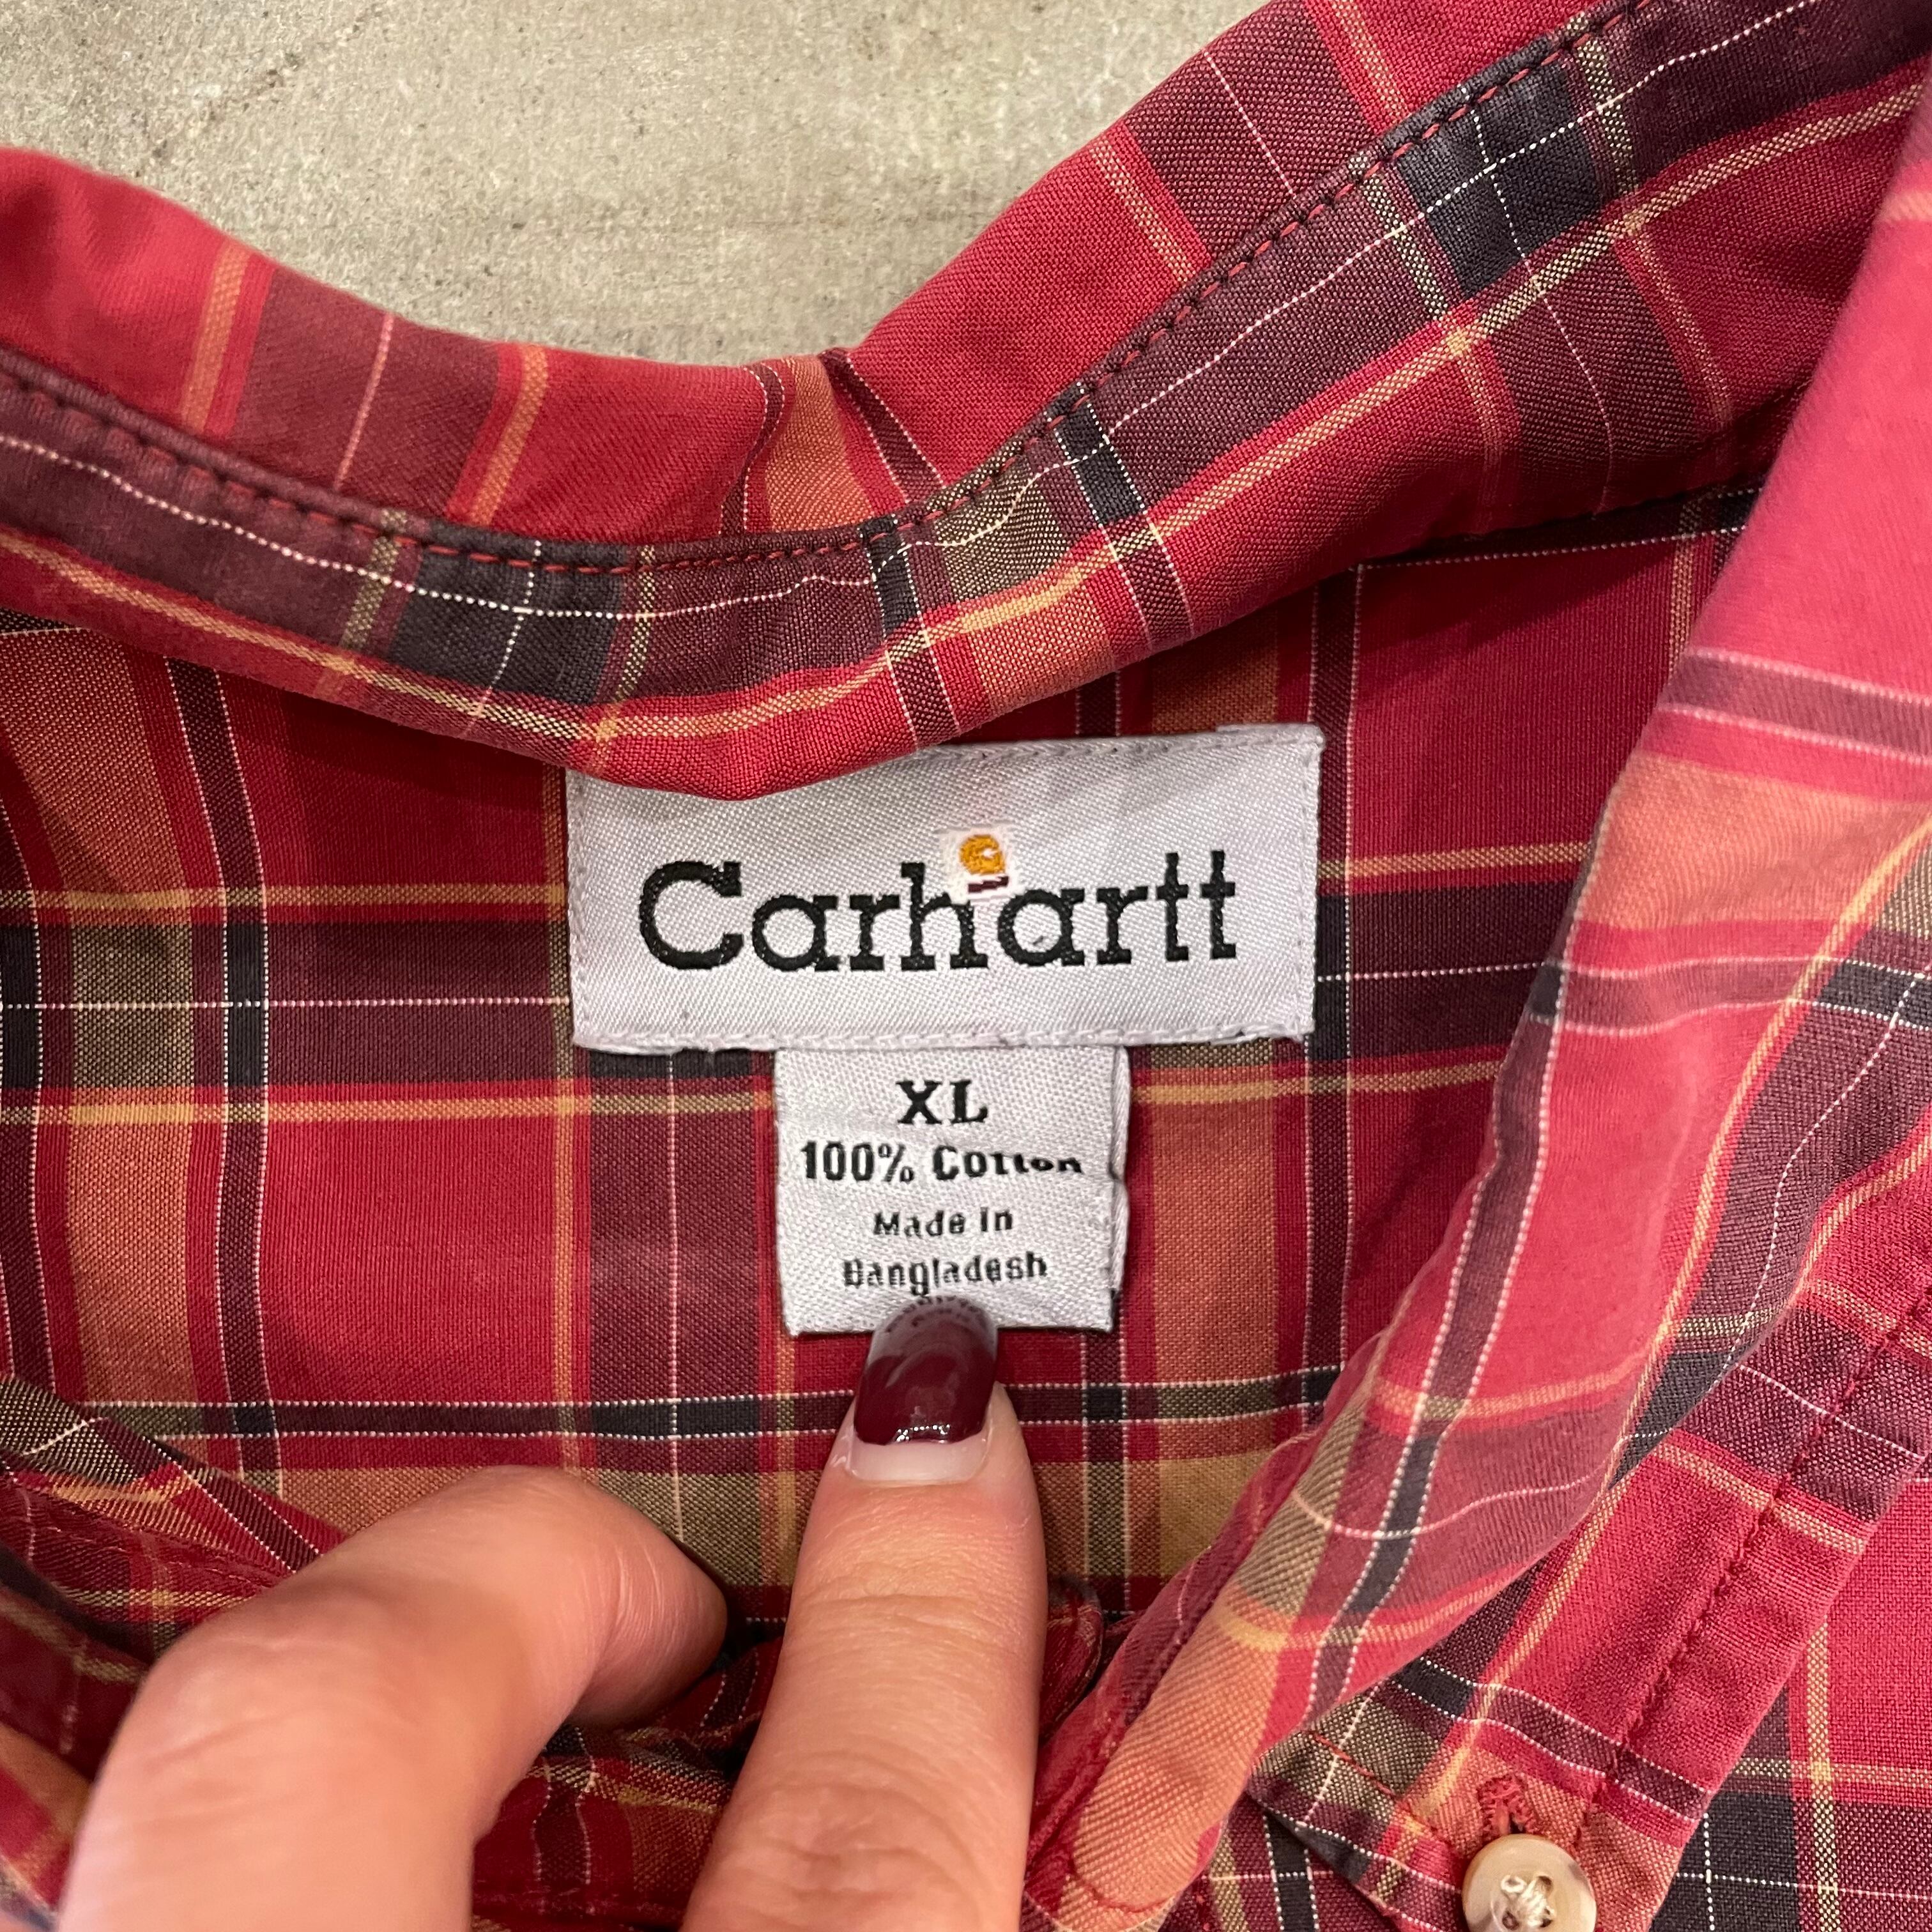 Carhartt
XL
100% Cotton
Made in
Bangladesh